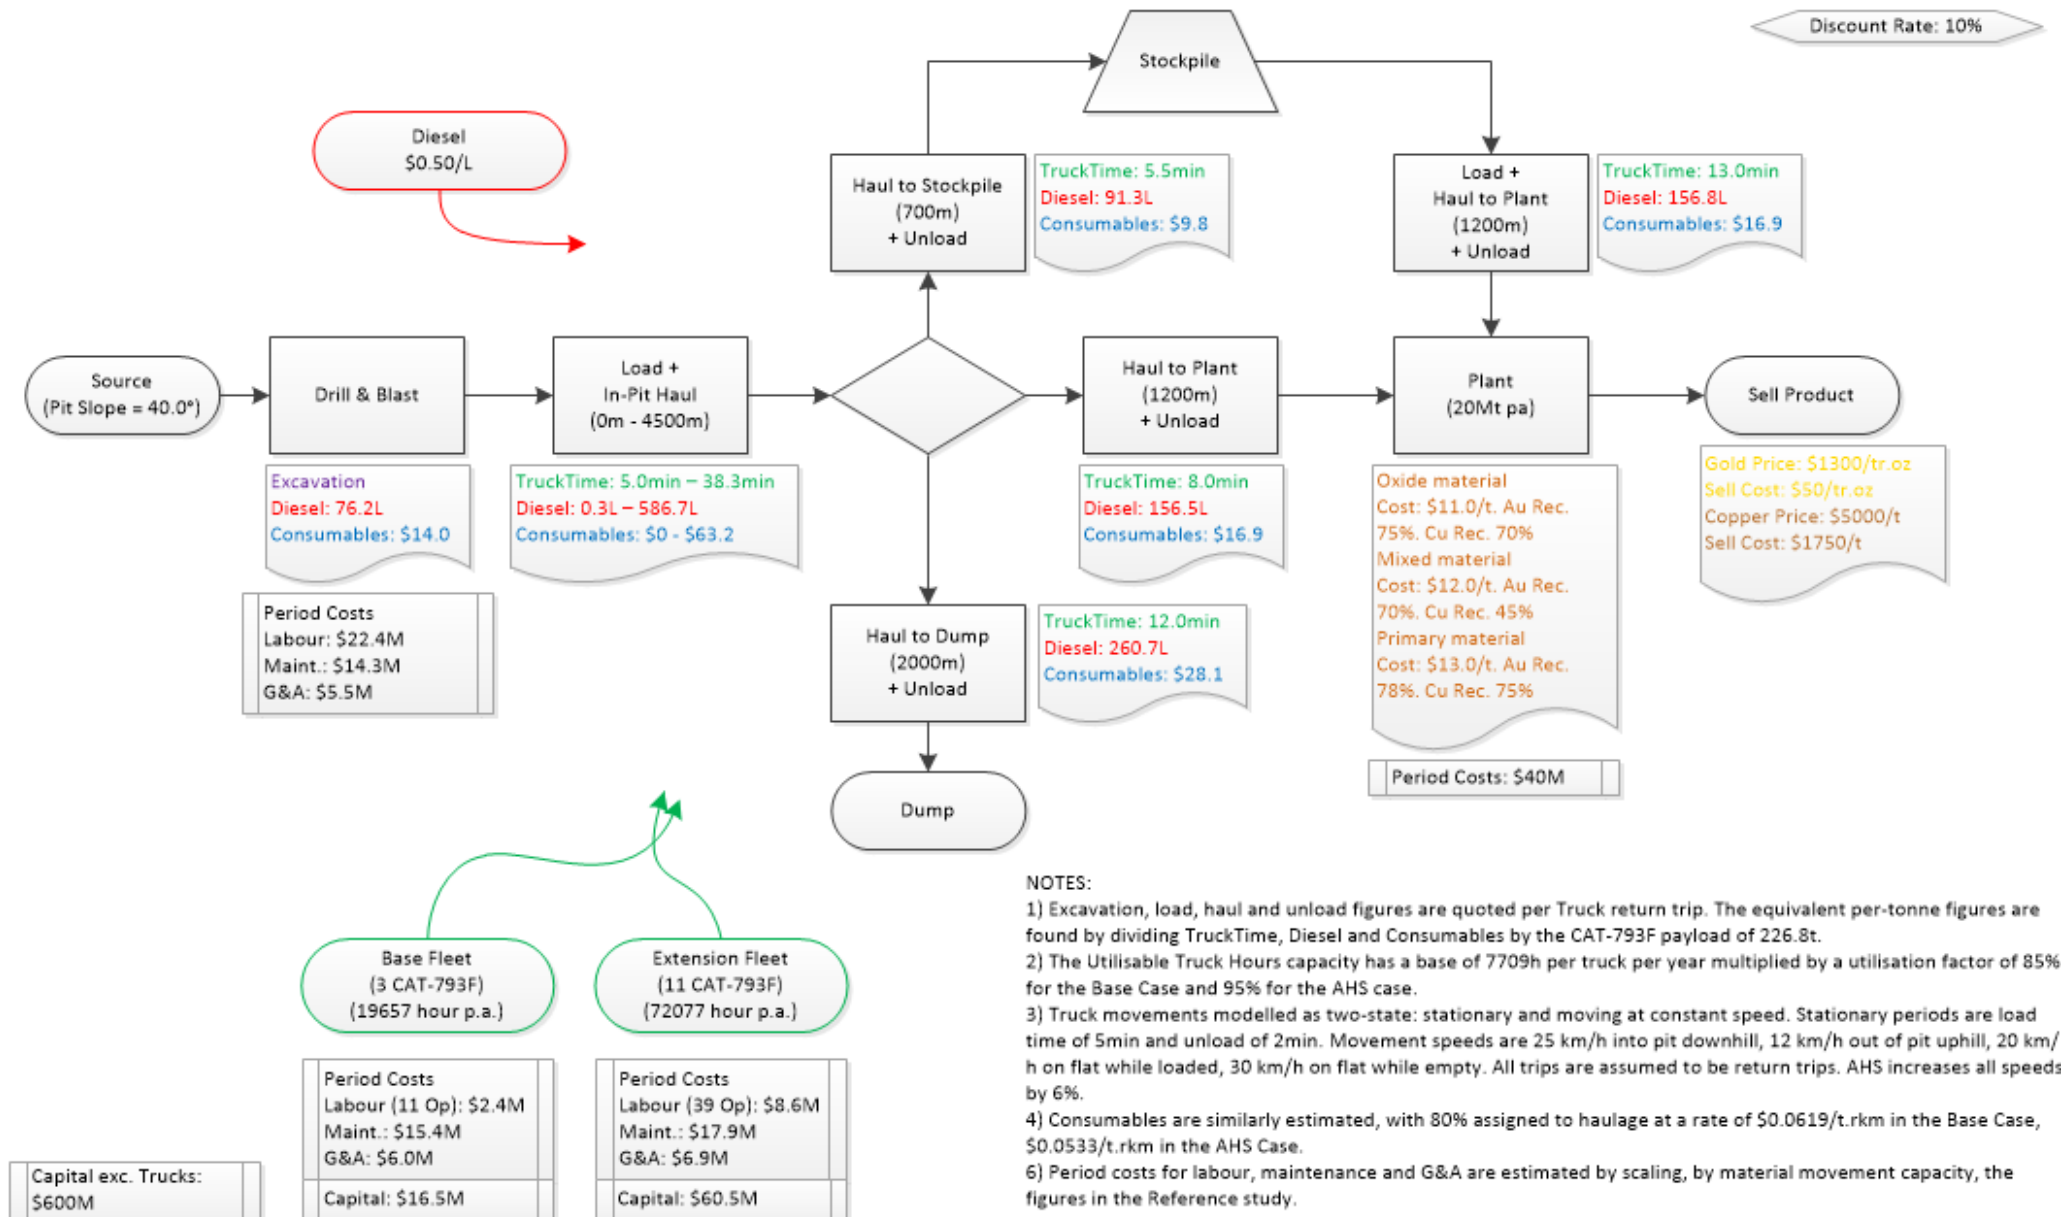 Discount Rate: 10%
Stockpile
Diesel
$0.50/L
Haul to Stockpile
(700m)
+ Unload
TruckTime: 5.5min
Diesel: 91.3L
Consumables: $9.8
Load +
Haul to Plant
(1200m)
+ Unload
TruckTime: 13.0min
Diesel: 156.8L
Consumables: $16.9
Source
(Pit Slope = 40.0°)
Drill & Blast
Load +
In-Pit Haul
(0m - 4500m)
Haul to Plant
(1200m)
+ Unload
Plant
(20Mt pa)
Sell Product
Excavation
Diesel: 76.2L
Consumables: $14.0
TruckTime: 5.0min – 38.3min
Diesel: 0.3L – 586.7L
Consumables: $0 - $63.2
TruckTime: 8.0min
Diesel: 156.5L
Consumables: $16.9
Oxide material
Cost: $11.0/t. Au Rec.
75%. Cu Rec. 70%
Mixed material
Cost: $12.0/t. Au Rec.
70%. Cu Rec. 45%
Primary material
Cost: $13.0/t. Au Rec.
78%. Cu Rec. 75%
Gold Price: $1300/tr.oz
Sell Cost: $50/tr.oz
Copper Price: $5000/t
Sell Cost: $1750/t
Period Costs
Labour: $22.4M
Maint.: $14.3M
G&A: $5.5M
Haul to Dump
(2000m)
+ Unload
TruckTime: 12.0min
Diesel: 260.7L
Consumables: $28.1
Period Costs: $40M
Dump
Base Fleet
(3 CAT-793F)
(19657 hour p.a.)
Extension Fleet
(11 CAT-793F)
(72077 hour p.a.)
Period Costs
Labour (11 Op): $2.4M
Maint.: $15.4M
G&A: $6.0M
Capital: $16.5M
Period Costs
Labour (39 Op): $8.6M
Maint.: $17.9M
G&A: $6.9M
Capital: $60.5M
Capital exc. Trucks:
$600M
NOTES:
1) Excavation, load, haul and unload figures are quoted per Truck return trip. The equivalent per-tonne figures are
found by dividing TruckTime, Diesel and Consumables by the CAT-793F payload of 226.8t.
2) The Utilisable Truck Hours capacity has a base of 7709h per truck per year multiplied by a utilisation factor of 85%
for the Base Case and 95% for the AHS case.
3) Truck movements modelled as two-state: stationary and moving at constant speed. Stationary periods are load
time of 5min and unload of 2min. Movement speeds are 25 km/h into pit downhill, 12 km/h out of pit uphill, 20 km/
h on flat while loaded, 30 km/h on flat while empty. All trips are assumed to be return trips. AHS increases all speeds
by 6%.
4) Consumables are similarly estimated, with 80% assigned to haulage at a rate of $0.0619/t.rkm in the Base Case,
$0.0533/t.rkm in the AHS Case.
6) Period costs for labour, maintenance and G&A are estimated by scaling, by material movement capacity, the
figures in the Reference study.